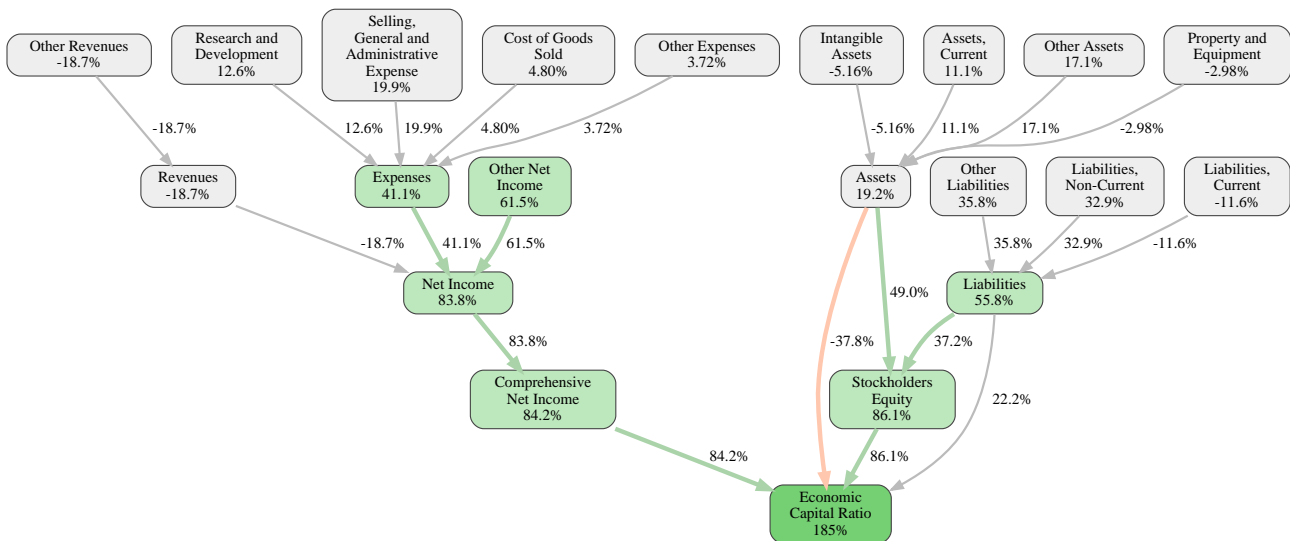 Other Revenues
-18.7%
Research and
Development
12.6%
Selling,
General and
Administrative
Expense
19.9%
Cost of Goods
Sold
4.80%
Other Expenses
3.72%
Intangible
Assets
-5.16%
Assets,
Current
11.1%
Other Assets
17.1%
Property and
Equipment
-2.98%
-18.7%
12.6%
19.9%
4.80%
3.72%
-5.16%
11.1%
17.1%
-2.98%
Revenues
-18.7%
Expenses
41.1%
Other Net
Income
61.5%
Assets
19.2%
Other
Liabilities
35.8%
Liabilities,
Non-Current
32.9%
Liabilities,
Current
-11.6%
-18.7%
41.1%
61.5%
35.8%
32.9%
-11.6%
Net Income
83.8%
Liabilities
55.8%
49.0%
83.8%
-37.8%
37.2%
Comprehensive
Net Income
84.2%
Stockholders
Equity
86.1%
22.2%
84.2%
86.1%
Economic
Capital Ratio
185%